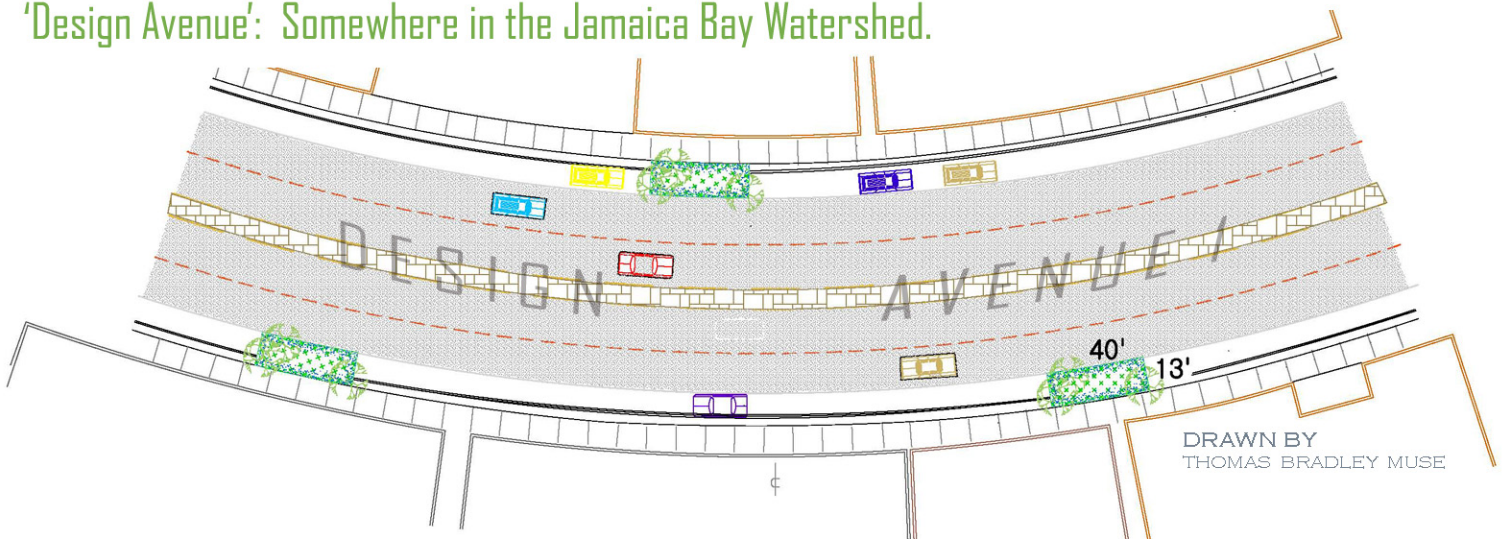 ‘Design Avenue’: Somewhere in the Jamaica Bay Watershed.
DESIGN AVENUE
40'
13'
DRAWN BY
THOMAS BRADLEY MUSE